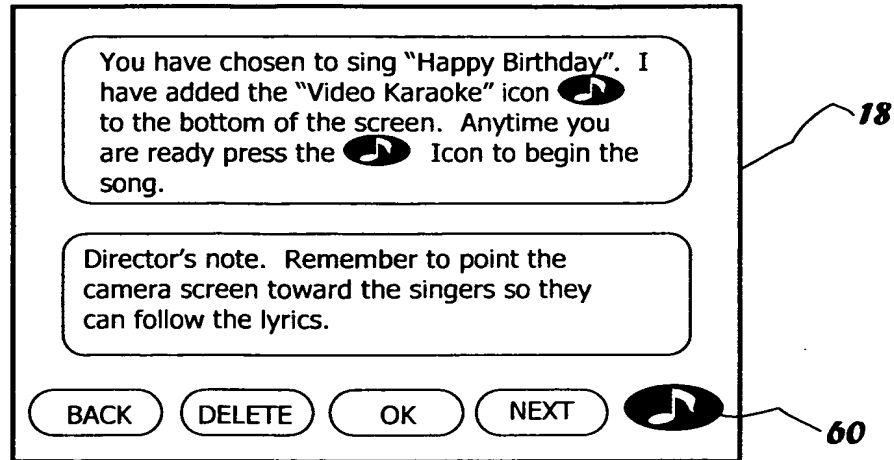 You have chosen to sing "Happy Birthday". I
have added the "Video Karaoke" icon
to the bottom of the screen. Anytime you
are ready press the Icon to begin the
song.
18
Director's note. Remember to point the
camera screen toward the singers so they
can follow the lyrics.
BACK DELETE OK NEXT
60